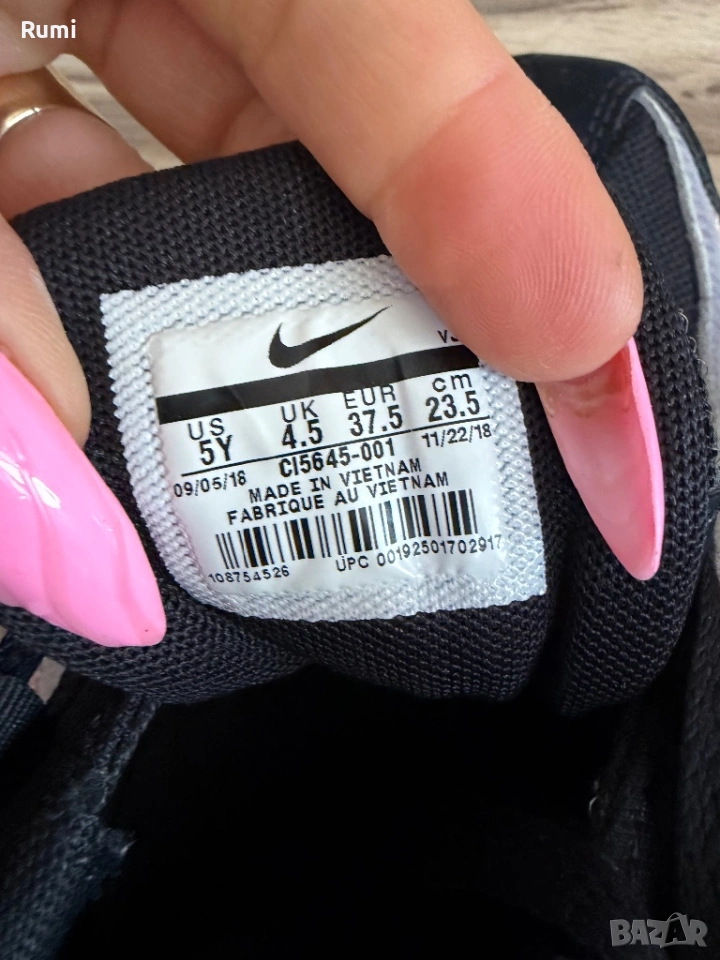 Rumi
US UK EUR cm
5Y 4.5 37.5 23.5
09/05/18 CI5645-001 11/22/18
MADE IN VIETNAM
FABRIQUE AU VIETNAM
108754526 UPC 00192501702917
BAZAR